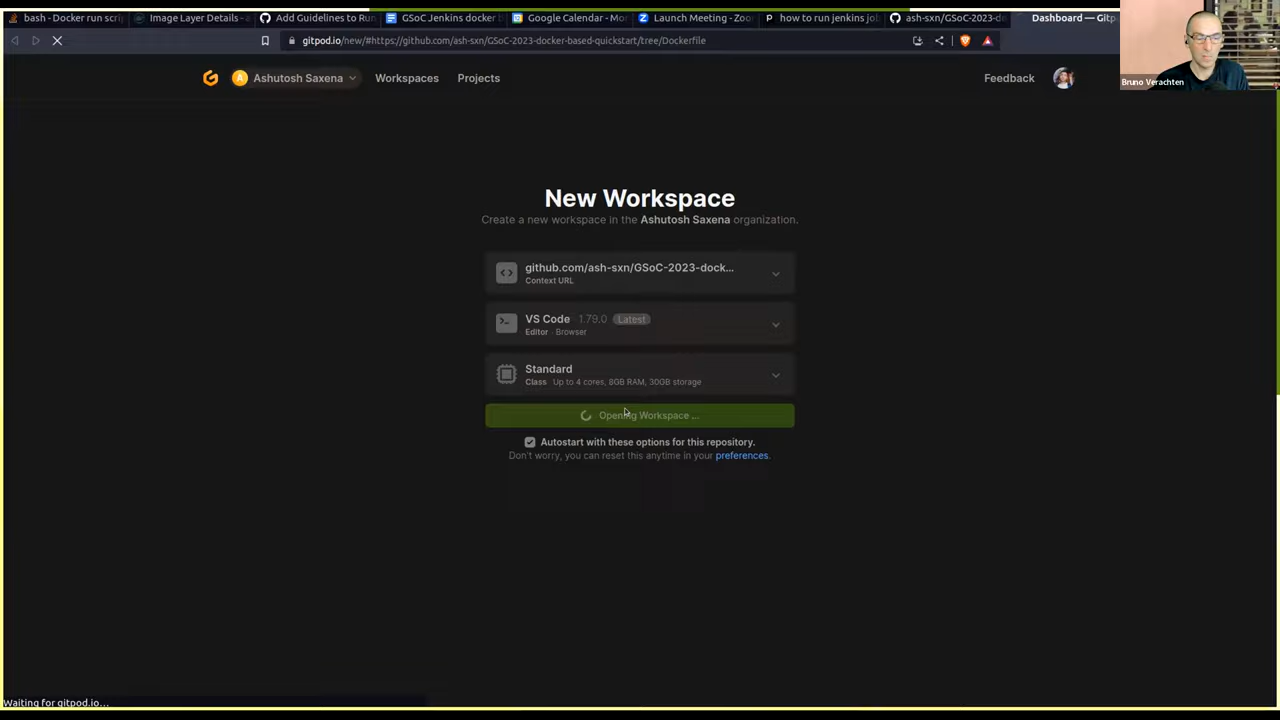 bash - Docker run scrip
Image Layer Details -
Add Guidelines to Run
GSoC Jenkins docker b
Google Calendar - Mo
Launch Meeting - Zoo
how to run jenkins job
ash-sxn/GSoC-2023-do
Dashboard — Gitp
gitpod.io/new/#https://github.com/ash-sxn/GSoC-2023-docker-based-quickstart/tree/Dockerfile
Bruno Verachten
A Ashutosh Saxena
Workspaces
Projects
Feedback
New Workspace
Create a new workspace in the Ashutosh Saxena organization.
github.com/ash-sxn/GSoC-2023-dock...
Context URL
VS Code 1.79.0 Latest
Editor · Browser
Standard
Class Up to 4 cores, 8GB RAM, 30GB storage
Opening Workspace ...
Autostart with these options for this repository.
Don't worry, you can reset this anytime in your preferences.
Waiting for gitpod.io...